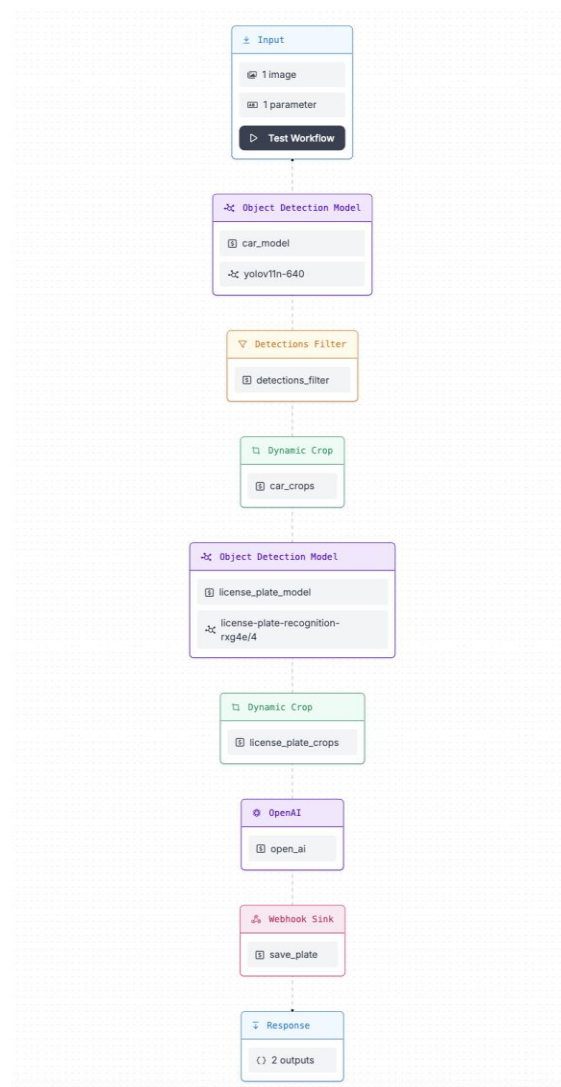 Input
1 image
1 parameter
Test Workflow
Object Detection Model
car_model
yolov11n-640
Detections Filter
detections_filter
Dynamic Crop
car_crops
Object Detection Model
license_plate_model
license-plate-recognition-
rxg4e/4
Dynamic Crop
license_plate_crops
OpenAI
open_ai
Webhook Sink
save_plate
Response
2 outputs